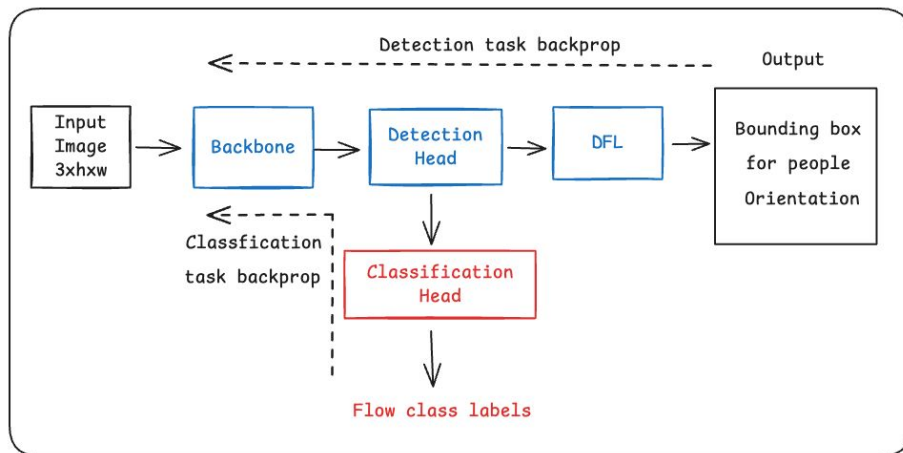 Detection task backprop
Output
Input
Image
3xhxw
Backbone
Detection
Head
DFL
Bounding box
for people
Orientation
Classfication
task backprop
Classification
Head
Flow class labels